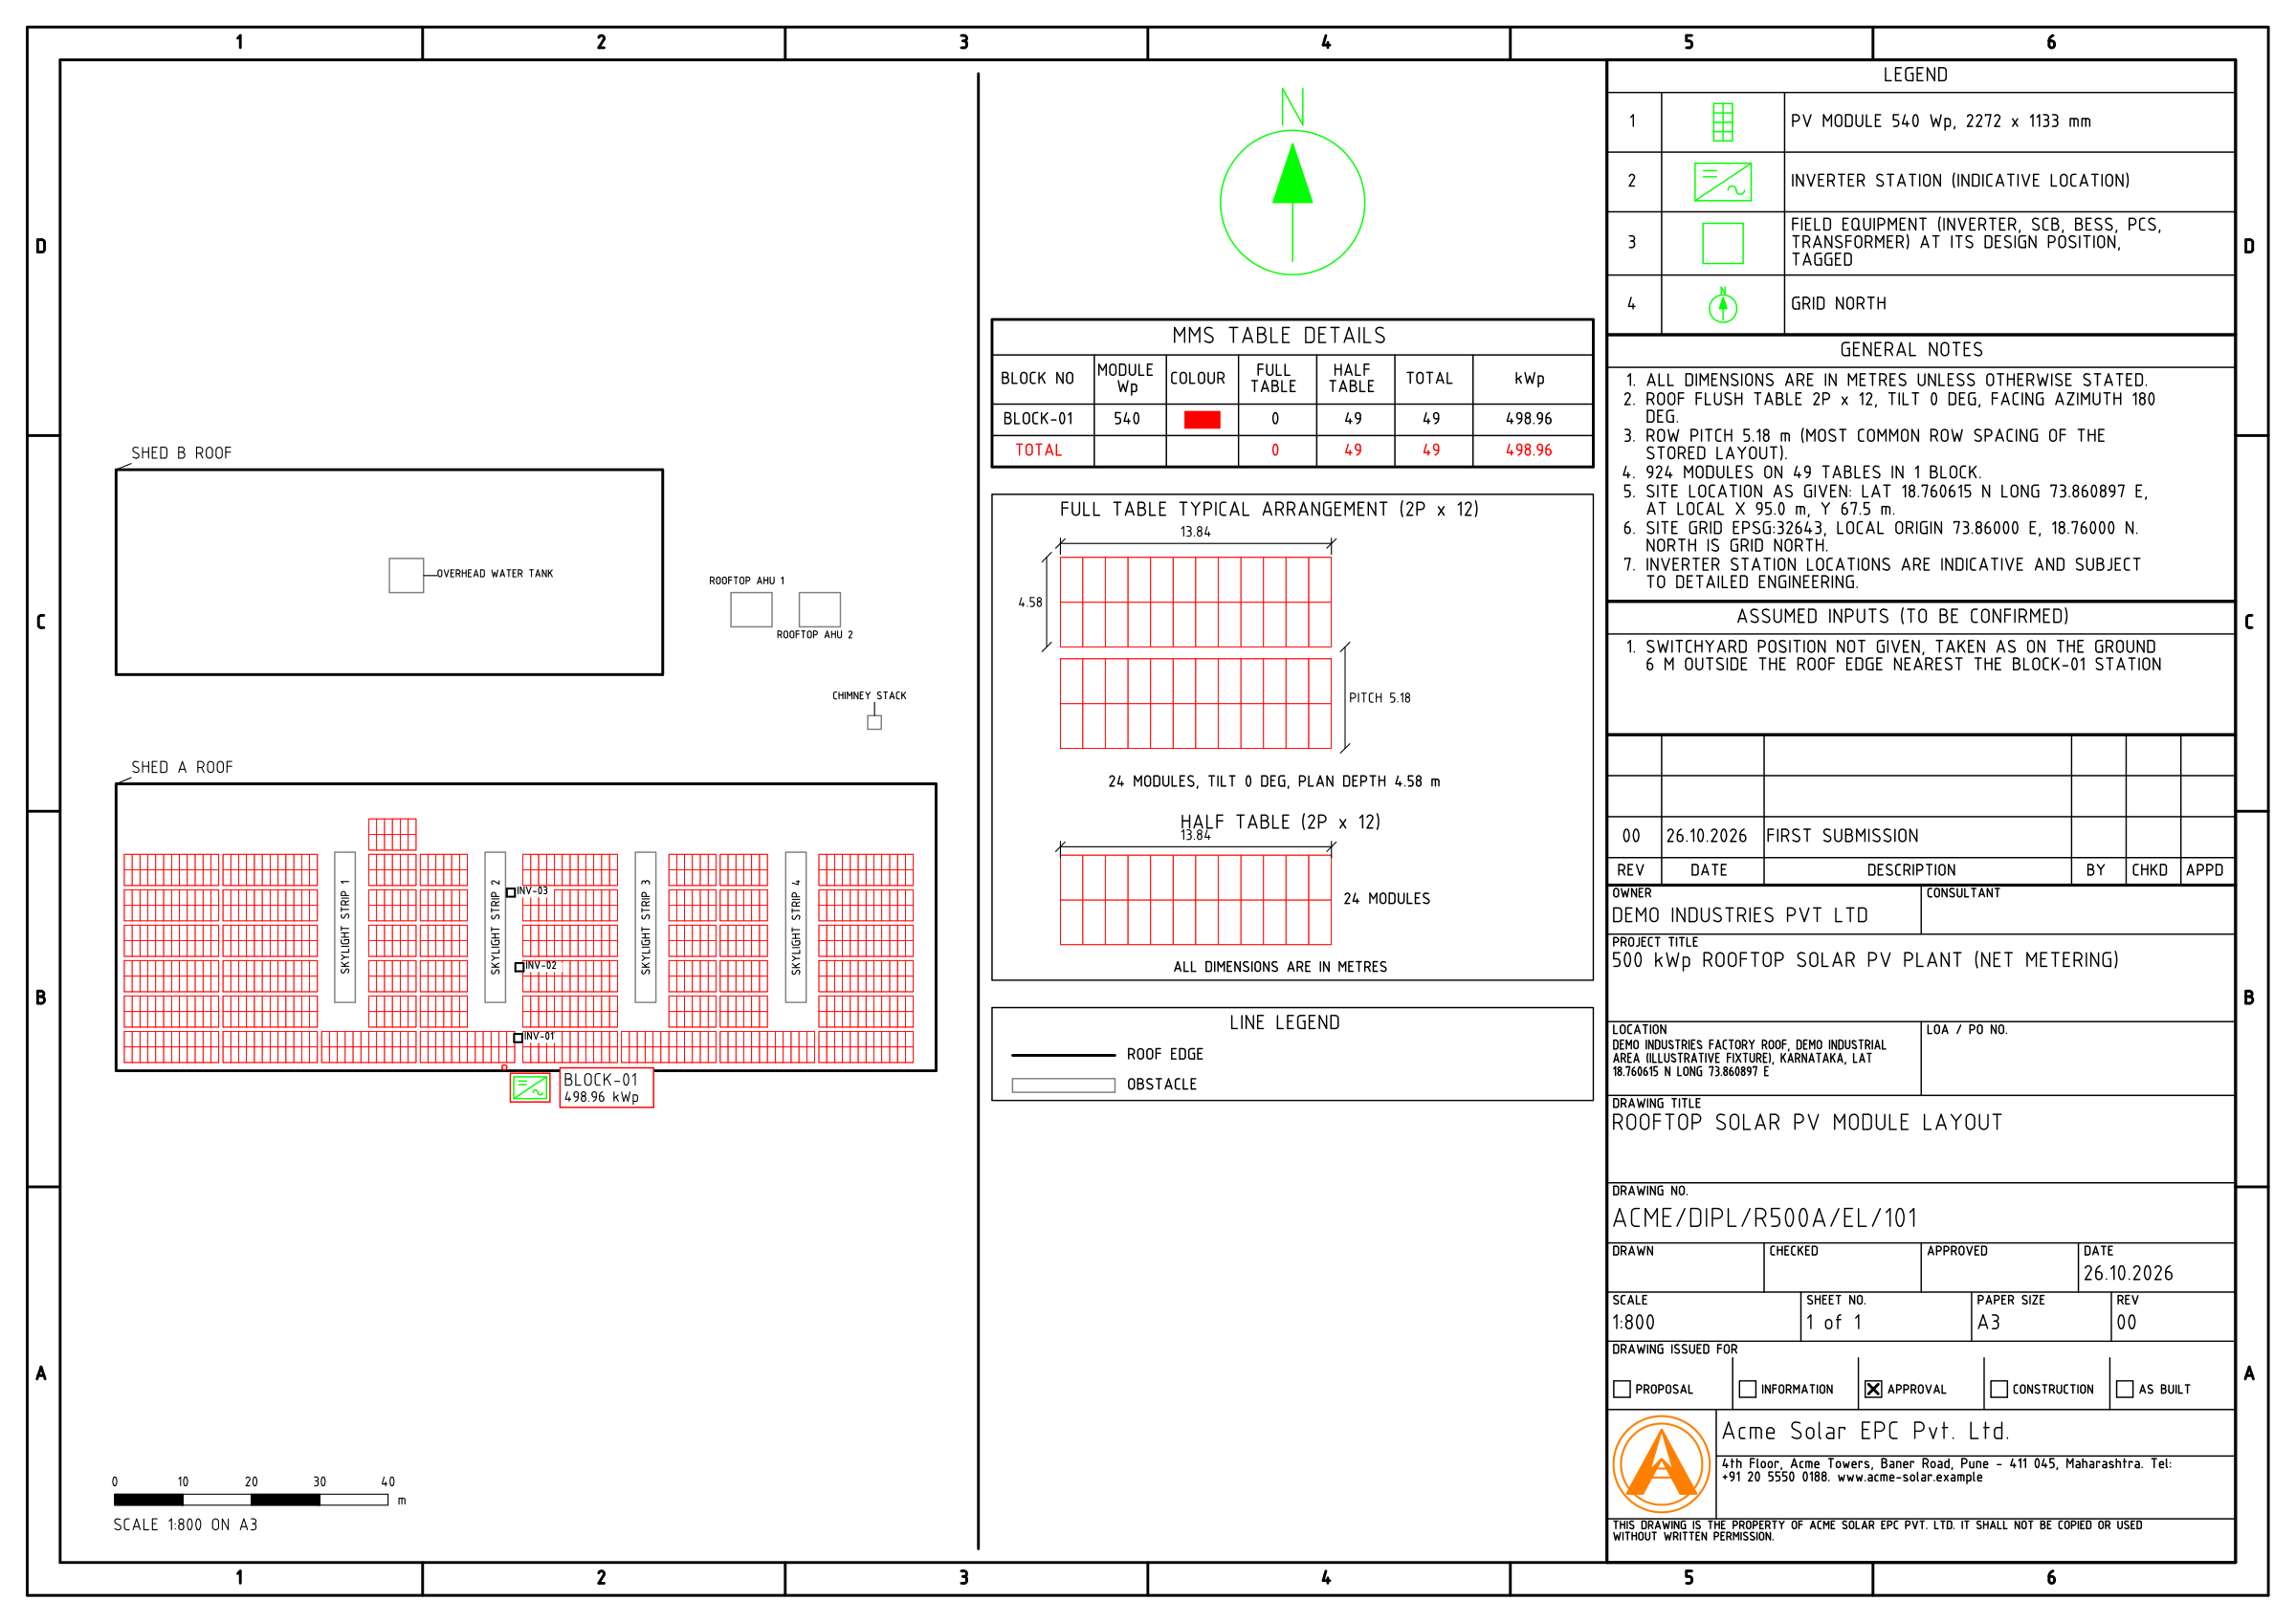 1 2 3 4 5 6
D
C
B
A
D
C
B
A
1 2 3 4 5 6
SHED B ROOF
OVERHEAD WATER TANK
ROOFTOP AHU 1
ROOFTOP AHU 2
CHIMNEY STACK
SHED A ROOF
SKYLIGHT STRIP 1
SKYLIGHT STRIP 2
SKYLIGHT STRIP 3
SKYLIGHT STRIP 4
INV-03
INV-02
INV-01
BLOCK-01
498.96 kWp
0 10 20 30 40
m
SCALE 1:800 ON A3
N
MMS TABLE DETAILS
BLOCK NO MODULE Wp COLOUR FULL TABLE HALF TABLE TOTAL kWp
BLOCK-01 540 0 49 49 498.96
TOTAL 0 49 49 498.96
FULL TABLE TYPICAL ARRANGEMENT (2P x 12)
13.84
4.58
PITCH 5.18
24 MODULES, TILT 0 DEG, PLAN DEPTH 4.58 m
HALF TABLE (2P x 12)
13.84
24 MODULES
ALL DIMENSIONS ARE IN METRES
LINE LEGEND
ROOF EDGE
OBSTACLE
LEGEND
1 PV MODULE 540 Wp, 2272 x 1133 mm
2 INVERTER STATION (INDICATIVE LOCATION)
3 FIELD EQUIPMENT (INVERTER, SCB, BESS, PCS,
TRANSFORMER) AT ITS DESIGN POSITION,
TAGGED
4 N GRID NORTH
GENERAL NOTES
1. ALL DIMENSIONS ARE IN METRES UNLESS OTHERWISE STATED.
2. ROOF FLUSH TABLE 2P x 12, TILT 0 DEG, FACING AZIMUTH 180
DEG.
3. ROW PITCH 5.18 m (MOST COMMON ROW SPACING OF THE
STORED LAYOUT).
4. 924 MODULES ON 49 TABLES IN 1 BLOCK.
5. SITE LOCATION AS GIVEN: LAT 18.760615 N LONG 73.860897 E,
AT LOCAL X 95.0 m, Y 67.5 m.
6. SITE GRID EPSG:32643, LOCAL ORIGIN 73.86000 E, 18.76000 N.
NORTH IS GRID NORTH.
7. INVERTER STATION LOCATIONS ARE INDICATIVE AND SUBJECT
TO DETAILED ENGINEERING.
ASSUMED INPUTS (TO BE CONFIRMED)
1. SWITCHYARD POSITION NOT GIVEN, TAKEN AS ON THE GROUND
6 M OUTSIDE THE ROOF EDGE NEAREST THE BLOCK-01 STATION
00 26.10.2026 FIRST SUBMISSION
REV DATE DESCRIPTION BY CHKD APPD
OWNER
DEMO INDUSTRIES PVT LTD
CONSULTANT
PROJECT TITLE
500 kWp ROOFTOP SOLAR PV PLANT (NET METERING)
LOCATION
DEMO INDUSTRIES FACTORY ROOF, DEMO INDUSTRIAL
AREA (ILLUSTRATIVE FIXTURE), KARNATAKA, LAT
18.760615 N LONG 73.860897 E
LOA / PO NO.
DRAWING TITLE
ROOFTOP SOLAR PV MODULE LAYOUT
DRAWING NO.
ACME/DIPL/R500A/EL/101
DRAWN CHECKED APPROVED DATE
26.10.2026
SCALE SHEET NO. PAPER SIZE REV
1:800 1 of 1 A3 00
DRAWING ISSUED FOR
PROPOSAL INFORMATION APPROVAL CONSTRUCTION AS BUILT
Acme Solar EPC Pvt. Ltd.
4th Floor, Acme Towers, Baner Road, Pune - 411 045, Maharashtra. Tel:
+91 20 5550 0188. www.acme-solar.example
THIS DRAWING IS THE PROPERTY OF ACME SOLAR EPC PVT. LTD. IT SHALL NOT BE COPIED OR USED
WITHOUT WRITTEN PERMISSION.